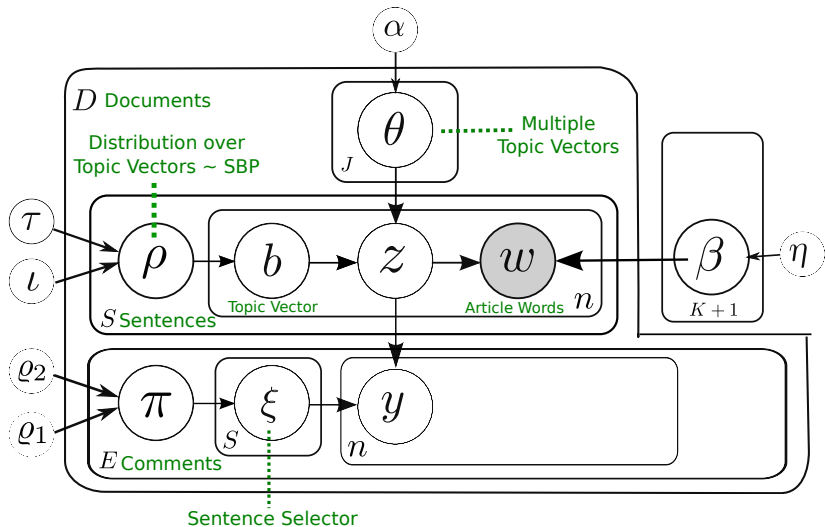 α
D Documents
θ
J
Multiple
Topic Vectors
Distribution over
Topic Vectors ~ SBP
τ
ι
ρ
b
z
w
β
η
Topic Vector
Article Words
n
K + 1
S Sentences
ϱ2
ϱ1
π
ξ
y
S
n
E Comments
Sentence Selector